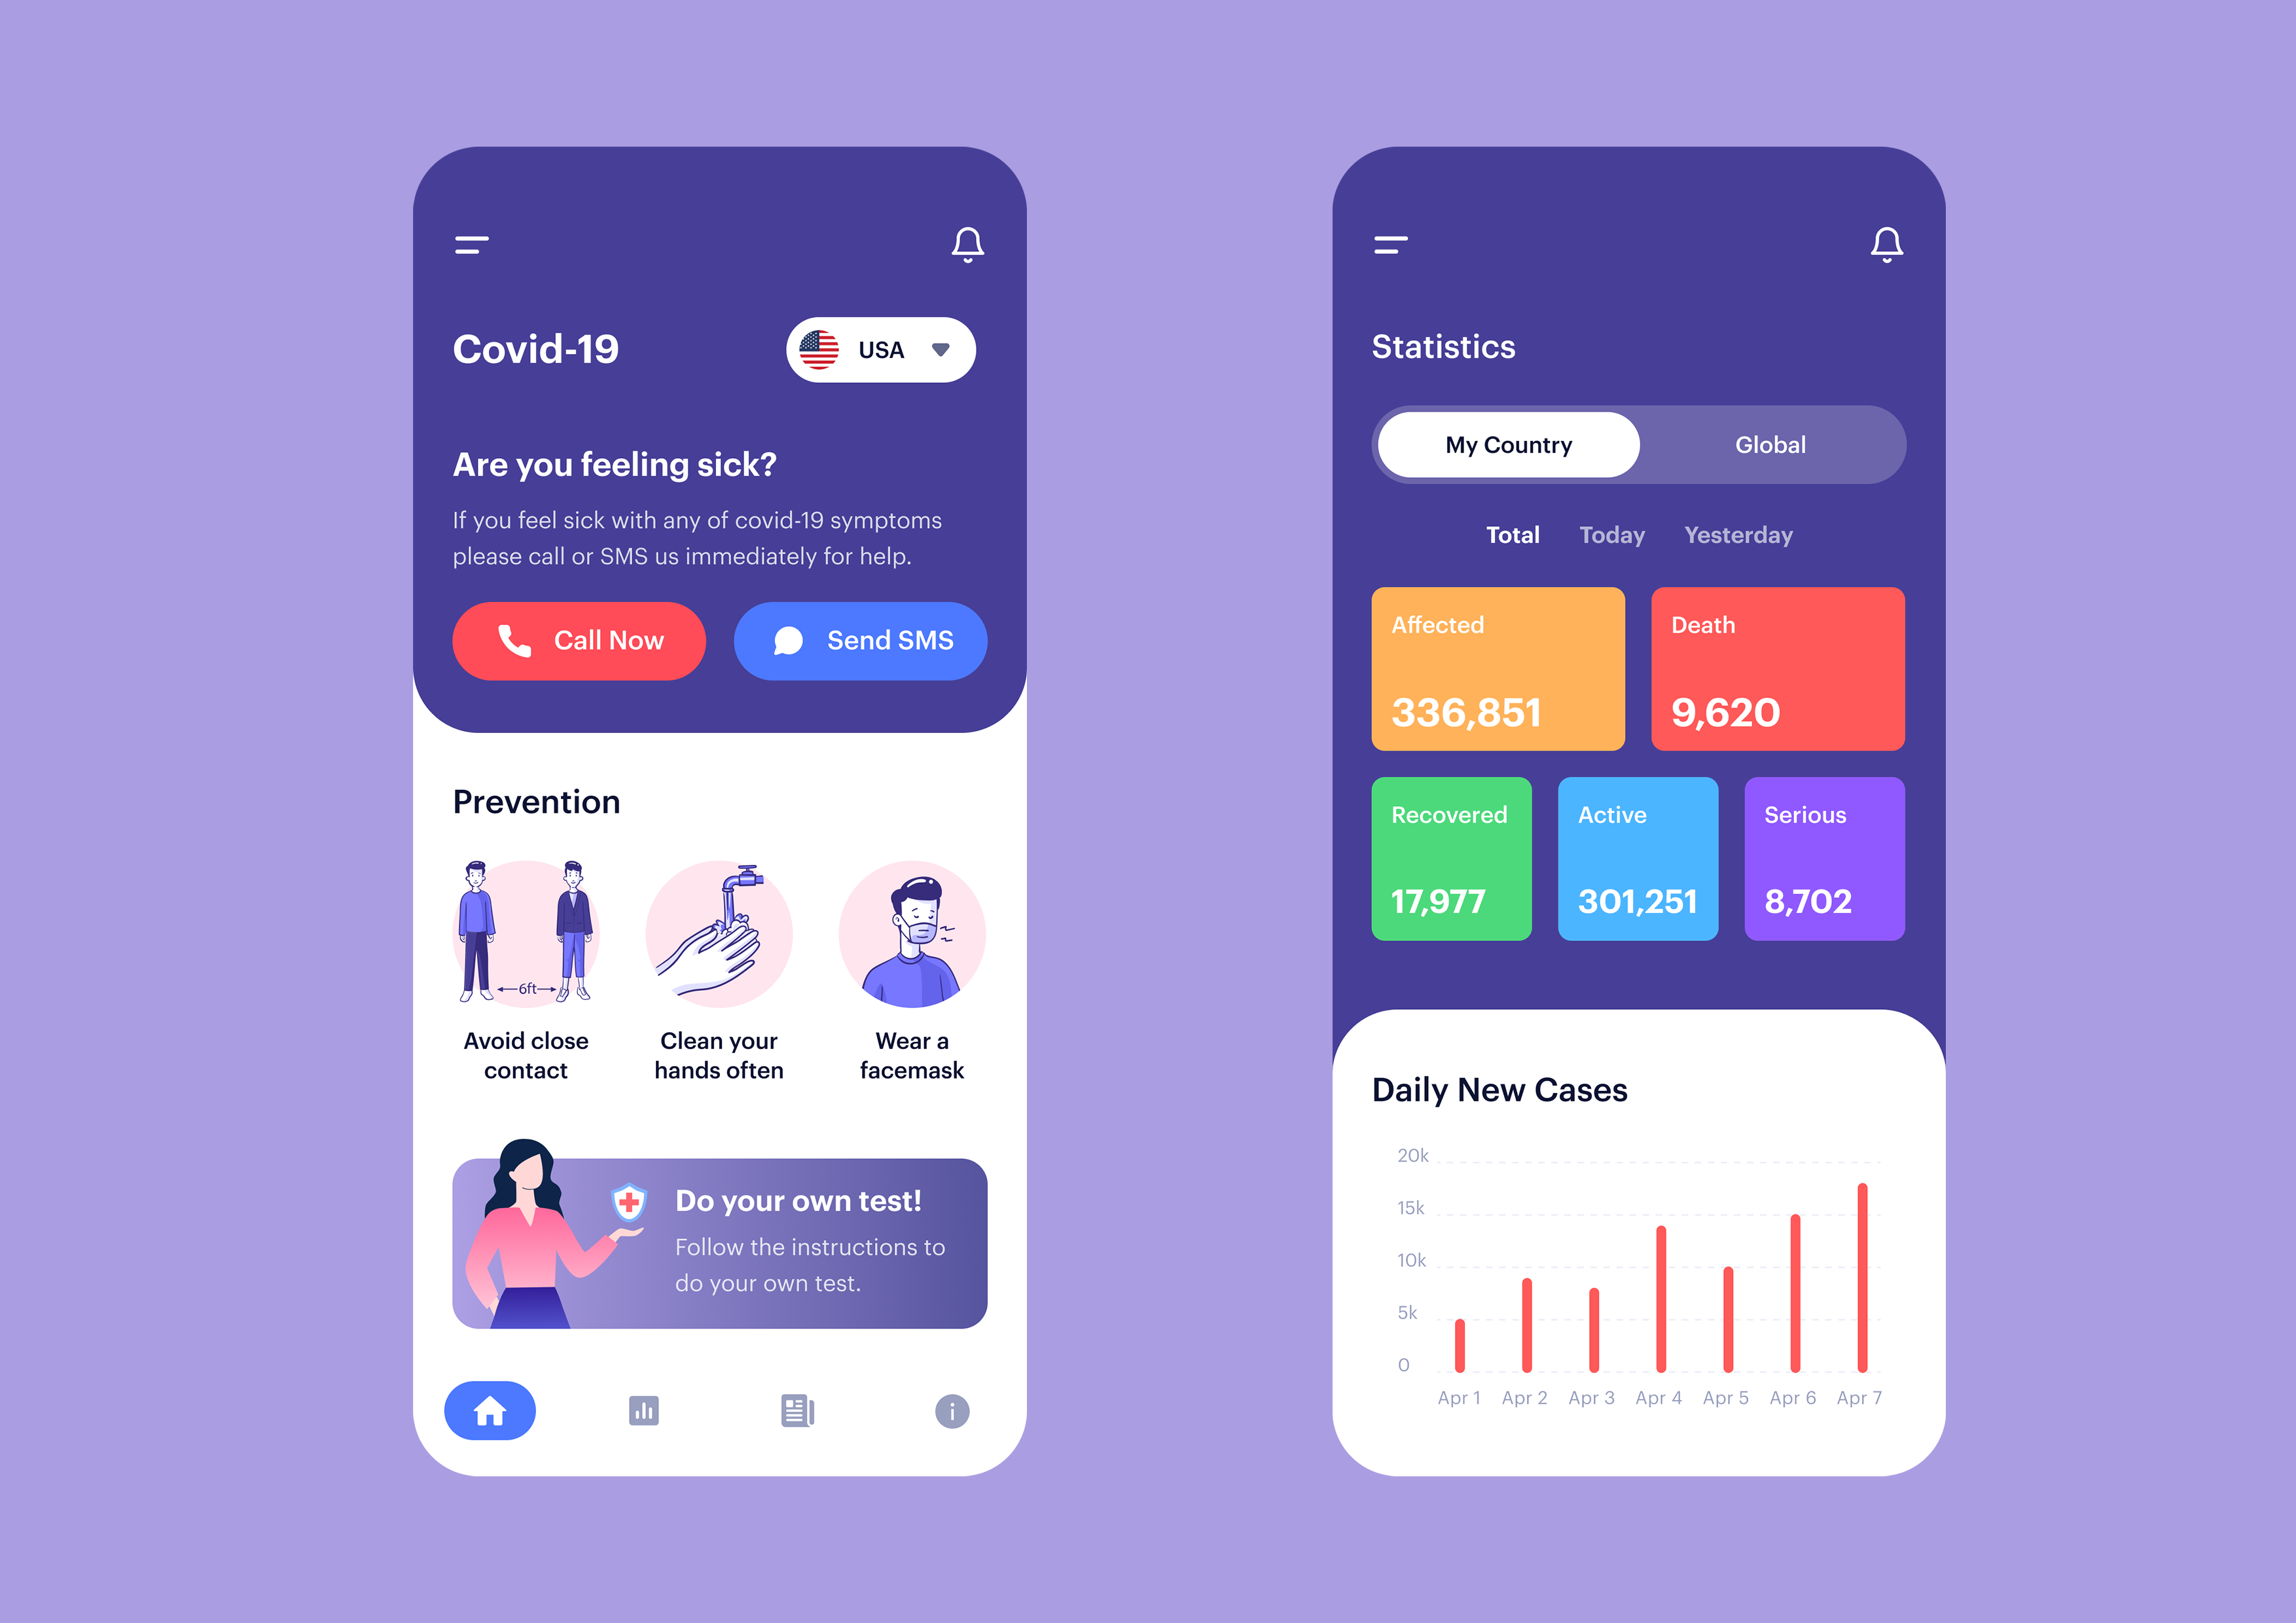 Covid-19
USA
Are you feeling sick?
If you feel sick with any of covid-19 symptoms
please call or SMS us immediately for help.
Call Now
Send SMS
Prevention
6ft
Avoid close
contact
Clean your
hands often
Wear a
facemask
Do your own test!
Follow the instructions to
do your own test.
Statistics
My Country
Global
Total
Today
Yesterday
Affected
336,851
Death
9,620
Recovered
17,977
Active
301,251
Serious
8,702
Daily New Cases
20k
15k
10k
5k
0
Apr 1
Apr 2
Apr 3
Apr 4
Apr 5
Apr 6
Apr 7